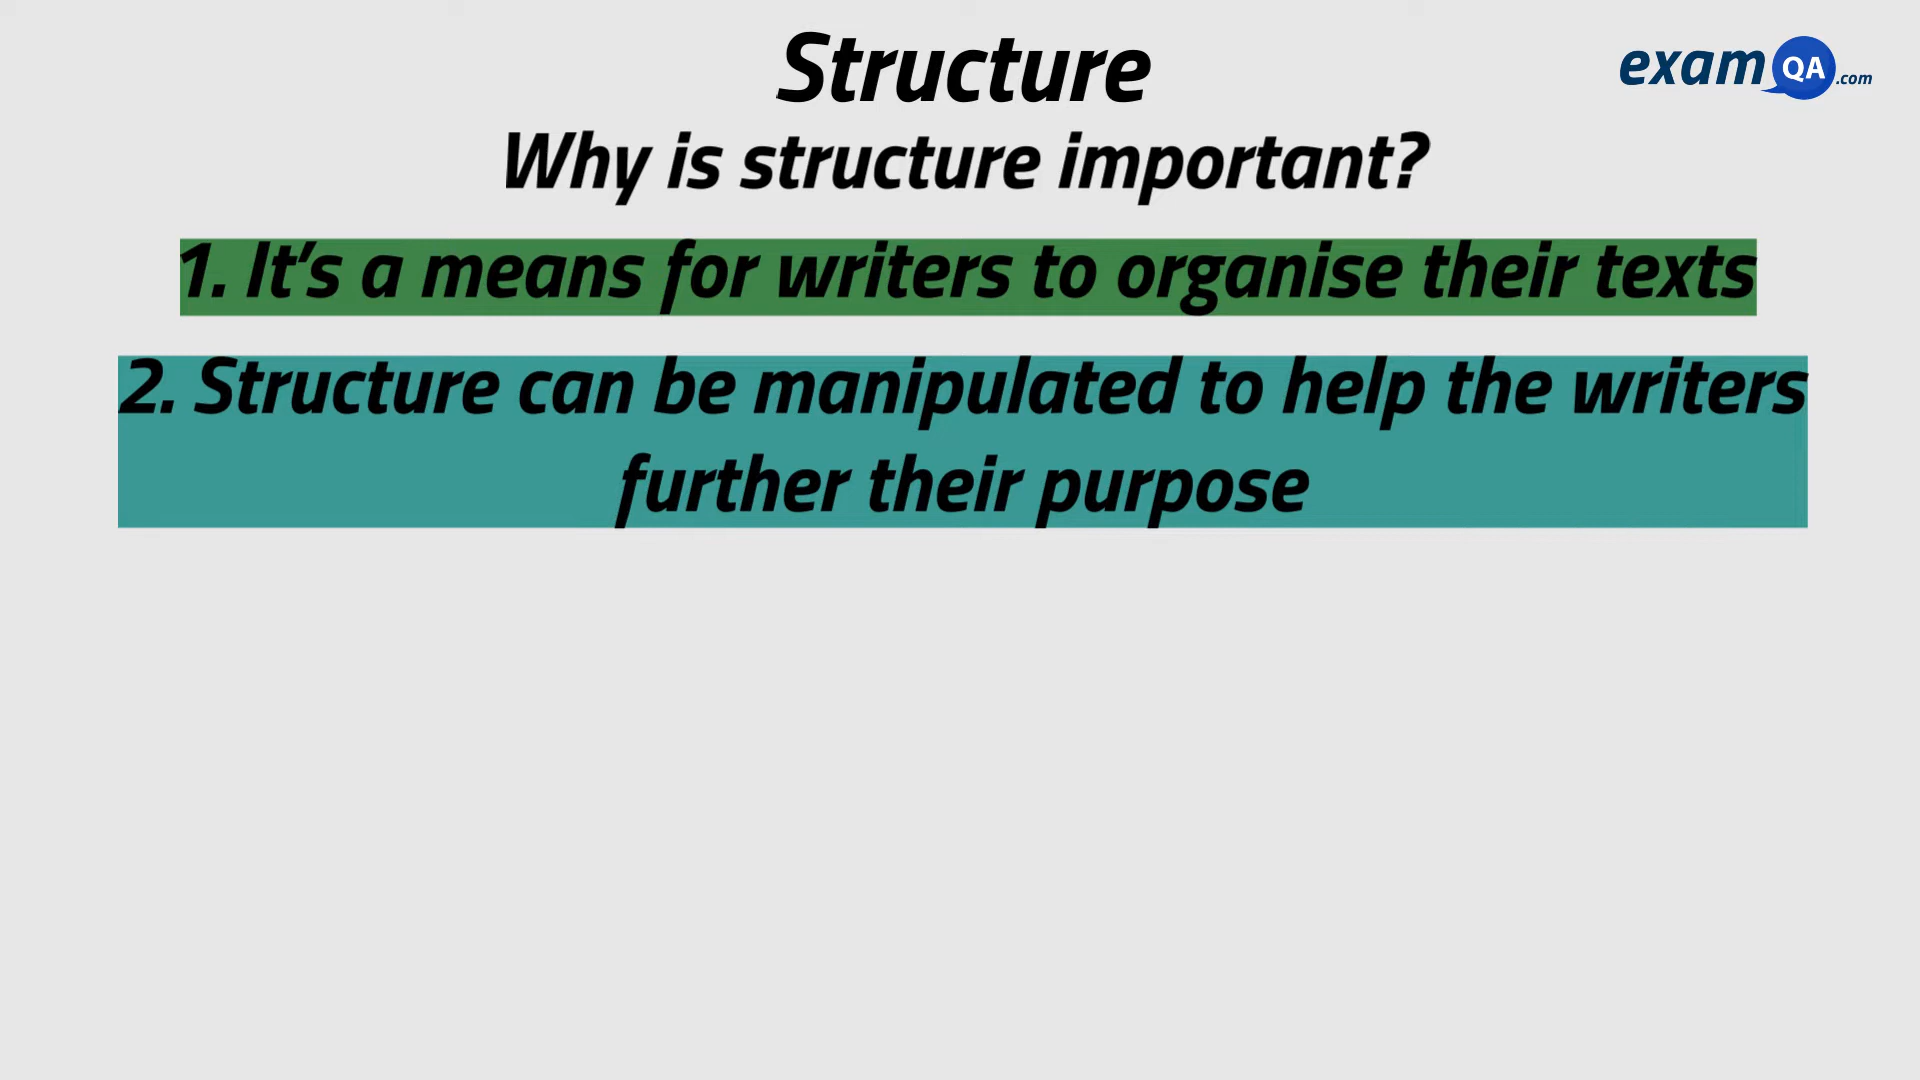 Structure
examQA.com
Why is structure important?
1. It’s a means for writers to organise their texts
2. Structure can be manipulated to help the writers
further their purpose